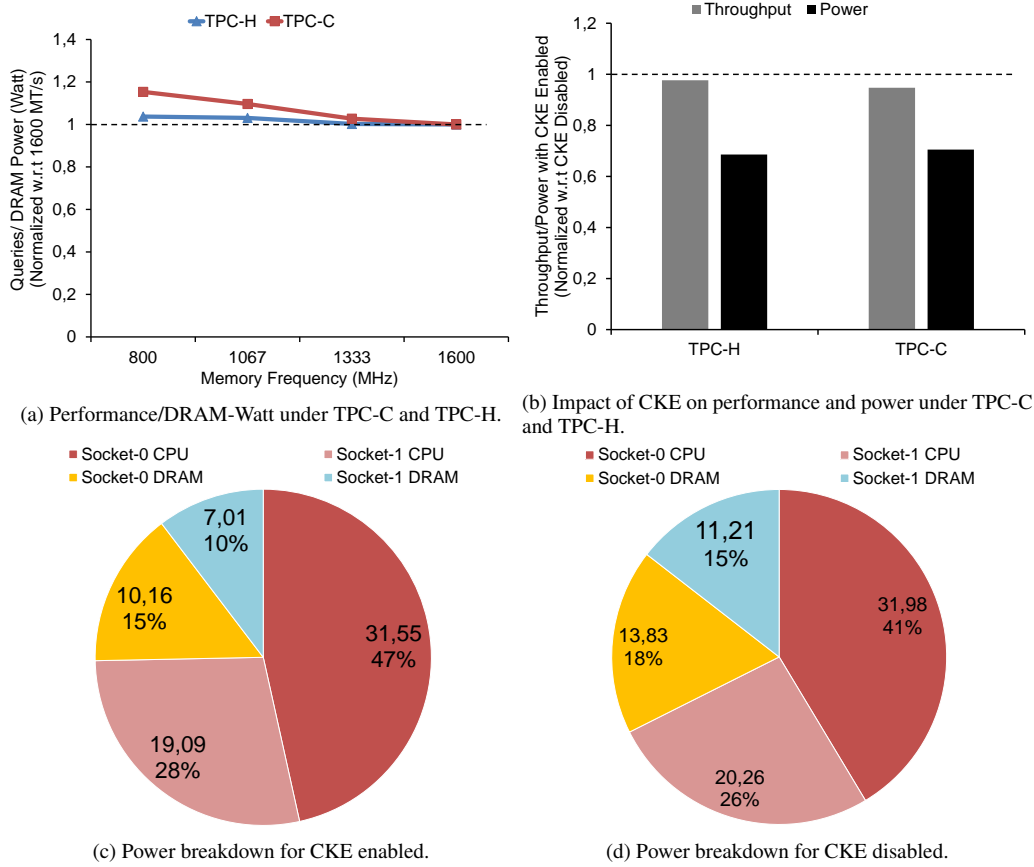 TPC-H TPC-C
1,4
1,2
1
0,8
0,6
0,4
0,2
0
Queries/ DRAM Power (Watt)
(Normalized w.r.t 1600 MT/s)
800 1067 1333 1600
Memory Frequency (MHz)
(a) Performance/DRAM-Watt under TPC-C and TPC-H.
Throughput Power
1,2
1
0,8
0,6
0,4
0,2
0
Throughput/Power with CKE Enabled
(Normalized w.r.t CKE Disabled)
TPC-H TPC-C
(b) Impact of CKE on performance and power under TPC-C
and TPC-H.
Socket-0 CPU Socket-1 CPU
Socket-0 DRAM Socket-1 DRAM
7,01
10%
10,16
15%
31,55
47%
19,09
28%
(c) Power breakdown for CKE enabled.
Socket-0 CPU Socket-1 CPU
Socket-0 DRAM Socket-1 DRAM
11,21
15%
31,98
41%
13,83
18%
20,26
26%
(d) Power breakdown for CKE disabled.